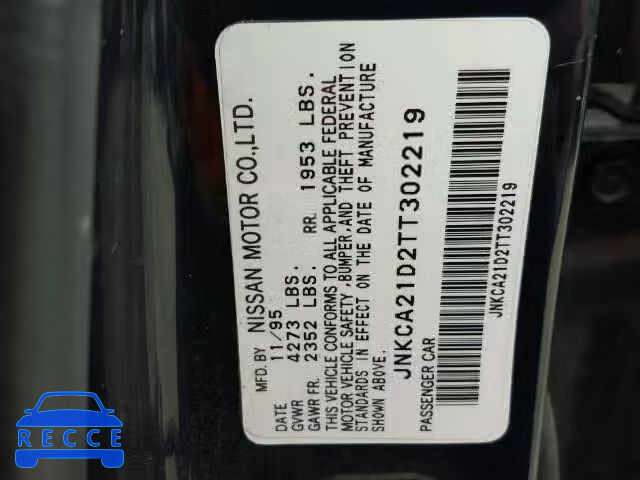 MFD. BY NISSAN MOTOR CO.,LTD.
DATE 11/95
GVWR 4273 LBS.
GAWR FR. 2352 LBS. RR. 1953 LBS.
THIS VEHICLE CONFORMS TO ALL APPLICABLE FEDERAL
MOTOR VEHICLE SAFETY ,BUMPER,AND THEFT PREVENTION
STANDARDS IN EFFECT ON THE DATE OF MANUFACTURE
SHOWN ABOVE.
JNKCA21D2TT302219
PASSENGER CAR
JNKCA21D2TT302219
RECCE